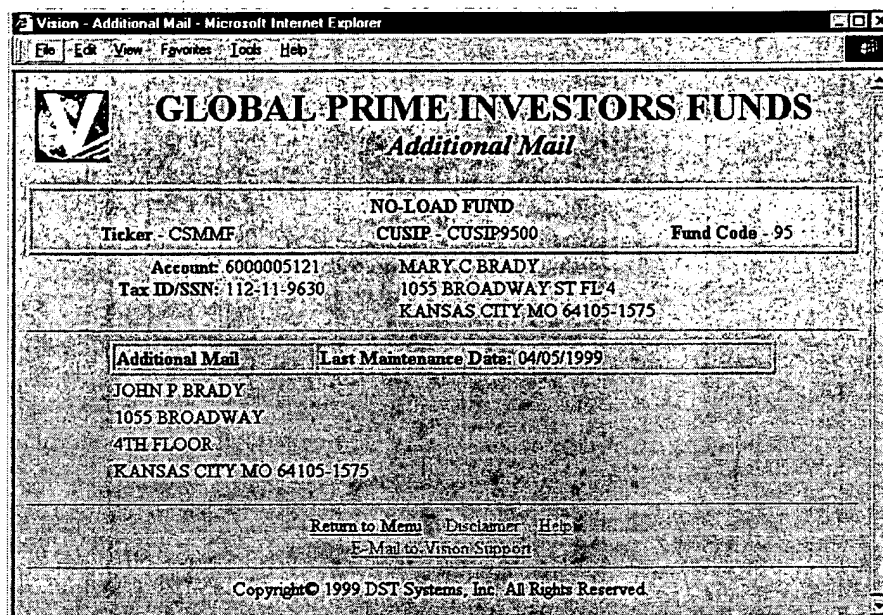 Vision - Additional Mail - Microsoft Internet Explorer
File Edit View Favorites Tools Help
GLOBAL PRIME INVESTORS FUNDS
Additional Mail
NO-LOAD FUND
Ticker - CSMMF CUSIP - CUSIP9500 Fund Code - 95
Account: 6000005121 MARY C BRADY
Tax ID/SSN: 112-11-9630 1055 BROADWAY ST FL 4
KANSAS CITY MO 64105-1575
Additional Mail Last Maintenance Date: 04/05/1999
JOHN P BRADY
1055 BROADWAY
4TH FLOOR
KANSAS CITY MO 64105-1575
Return to Menu Disclaimer Help
E-Mail to Vision Support
Copyright© 1999 DST Systems, Inc. All Rights Reserved.